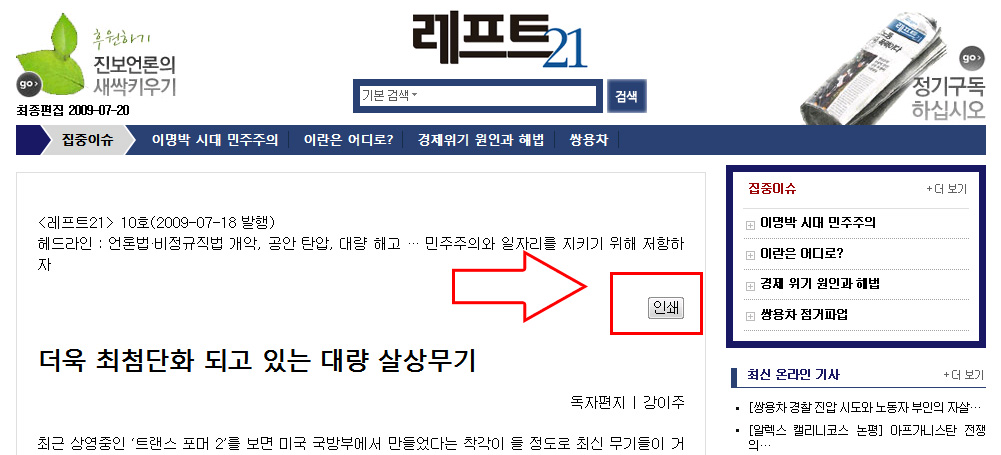 후원하기
진보언론의
새싹키우기
go>
최종편집 2009-07-20
레프트21
기본 검색
검색
노동
정기구독
하십시오
go>
집중이슈 이명박 시대 민주주의 이란은 어디로? 경제위기 원인과 해법 쌍용차
<레프트21> 10호(2009-07-18 발행)
헤드라인 : 언론법·비정규직법 개악, 공안 탄압, 대량 해고 … 민주주의와 일자리를 지키기 위해 저항하
자
인쇄
더욱 최첨단화 되고 있는 대량 살상무기
독자편지 | 강이주
최근 상영중인 ‘트랜스 포머 2’를 보면 미국 국방부에서 만들었다는 착각이 들 정도로 최신 무기들이 거
집중이슈 +더 보기
이명박 시대 민주주의
이란은 어디로?
경제 위기 원인과 해법
쌍용차 점거파업
최신 온라인 기사 +더 보기
[쌍용차 경찰 진압 시도와 노동자 부인의 자살…
[알렉스 캘리니코스 논평] 아프가니스탄 전쟁
의…